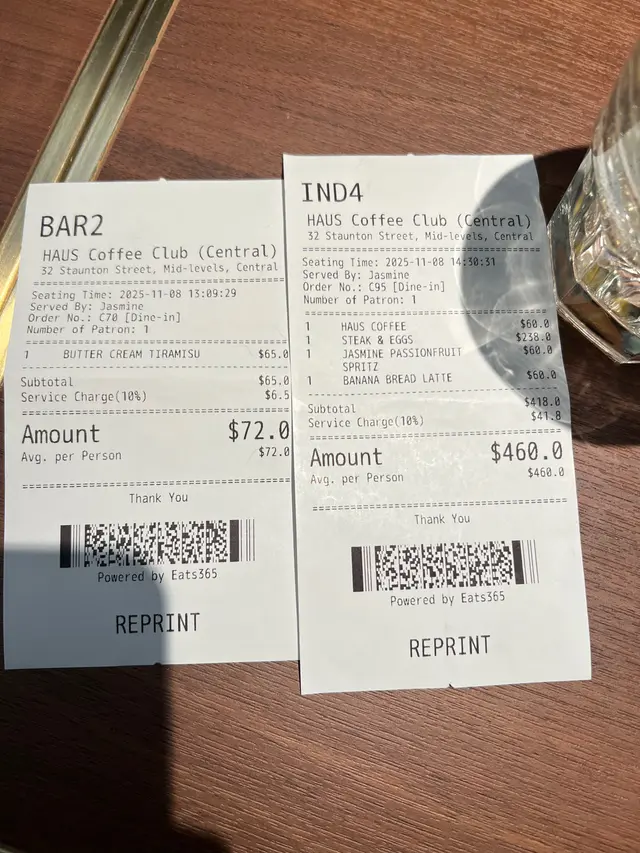 BAR2
HAUS Coffee Club (Central)
32 Staunton Street, Mid-levels, Central
Seating Time: 2025-11-08 13:09:29
Served By: Jasmine
Order No.: C70 [Dine-in]
Number of Patron: 1
1 BUTTER CREAM TIRAMISU $65.0
Subtotal $65.0
Service Charge(10%) $6.5
Amount $72.0
Avg. per Person $72.0
Thank You
Powered by Eats365
REPRINT
IND4
HAUS Coffee Club (Central)
32 Staunton Street, Mid-levels, Central
Seating Time: 2025-11-08 14:30:31
Served By: Jasmine
Order No.: C95 [Dine-in]
Number of Patron: 1
1 HAUS COFFEE $60.0
1 STEAK & EGGS $238.0
1 JASMINE PASSIONFRUIT $60.0
SPRITZ
1 BANANA BREAD LATTE $60.0
Subtotal $418.0
Service Charge(10%) $41.8
Amount $460.0
Avg. per Person $460.0
Thank You
Powered by Eats365
REPRINT